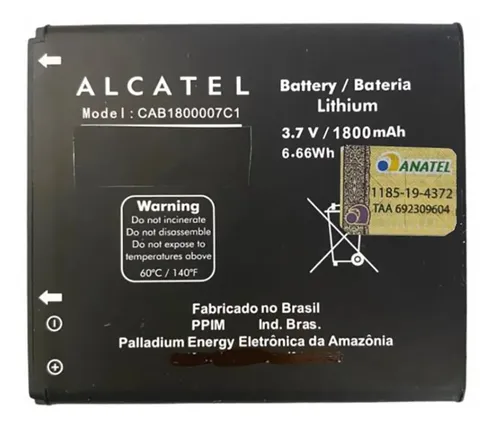 ALCATEL
Model : CAB1800007C1
Battery / Bateria
Lithium
3.7 V / 1800mAh
6.66Wh
ANATEL
1185-19-4372
TAA 692309604
Warning
Do not incinerate
Do not disassemble
Do not expose to
temperatures above
60°C / 140°F
Fabricado no Brasil
PPIM Ind. Bras.
Palladium Energy Eletrônica da Amazônia